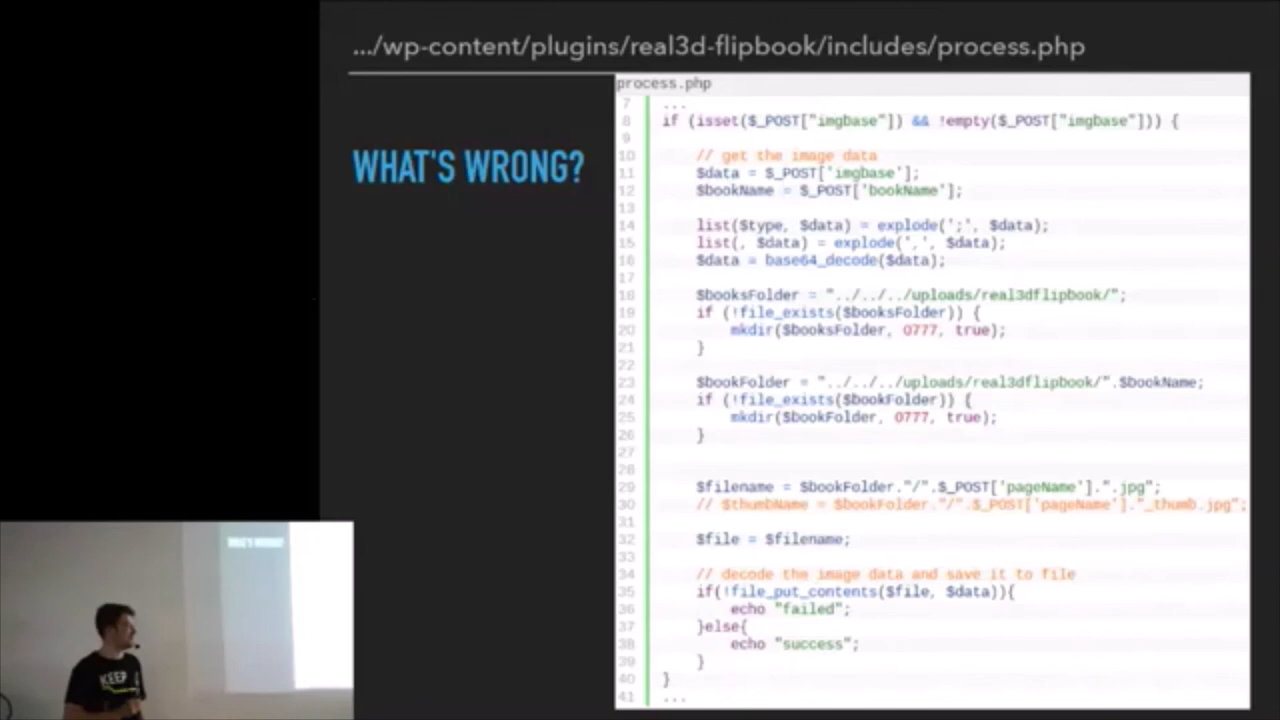 .../wp-content/plugins/real3d-flipbook/includes/process.php
WHAT'S WRONG?
process.php
7 ...
8 if (isset($_POST["imgbase"]) && !empty($_POST["imgbase"])) {
9
10 // get the image data
11 $data = $_POST['imgbase'];
12 $bookName = $_POST['bookName'];
13
14 list($type, $data) = explode(';', $data);
15 list(, $data) = explode(',', $data);
16 $data = base64_decode($data);
17
18 $booksFolder = "../../../uploads/real3dflipbook/";
19 if (!file_exists($booksFolder)) {
20 mkdir($booksFolder, 0777, true);
21 }
22
23 $bookFolder = "../../../uploads/real3dflipbook/".$bookName;
24 if (!file_exists($bookFolder)) {
25 mkdir($bookFolder, 0777, true);
26 }
27
28
29 $filename = $bookFolder."/".$_POST['pageName'].".jpg";
30 // $thumbName = $bookFolder."/".$_POST['pageName']."_thumb.jpg";
31
32 $file = $filename;
33
34 // decode the image data and save it to file
35 if(!file_put_contents($file, $data)){
36 echo "failed";
37 }else{
38 echo "success";
39 }
40 }
41 ...
WHAT'S WRONG?
KEEP